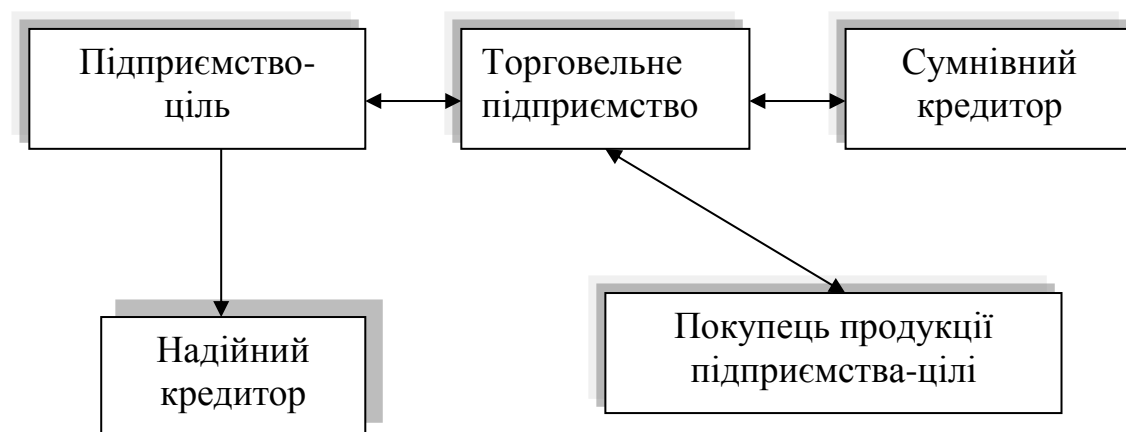 Підприємство-
ціль
Торговельне
підприємство
Сумнівний
кредитор
Надійний
кредитор
Покупець продукції
підприємства-цілі